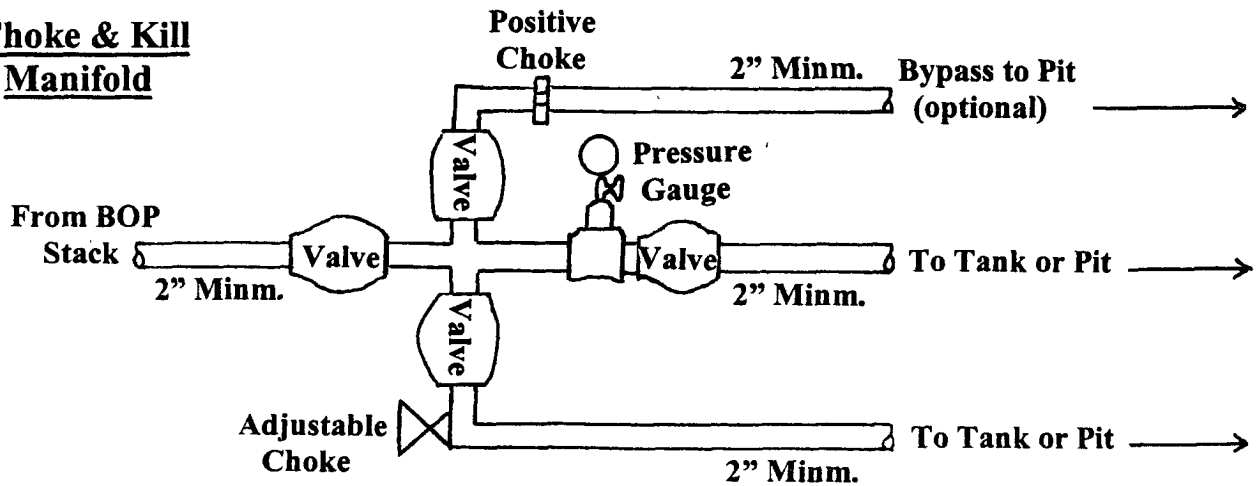 hoke & Kill
Manifold
Positive
Choke
2" Minm.
Bypass to Pit
(optional)
Valve
Pressure
Gauge
From BOP
Stack
Valve
Valve
To Tank or Pit
2" Minm.
2" Minm.
Valve
Adjustable
Choke
To Tank or Pit
2" Minm.